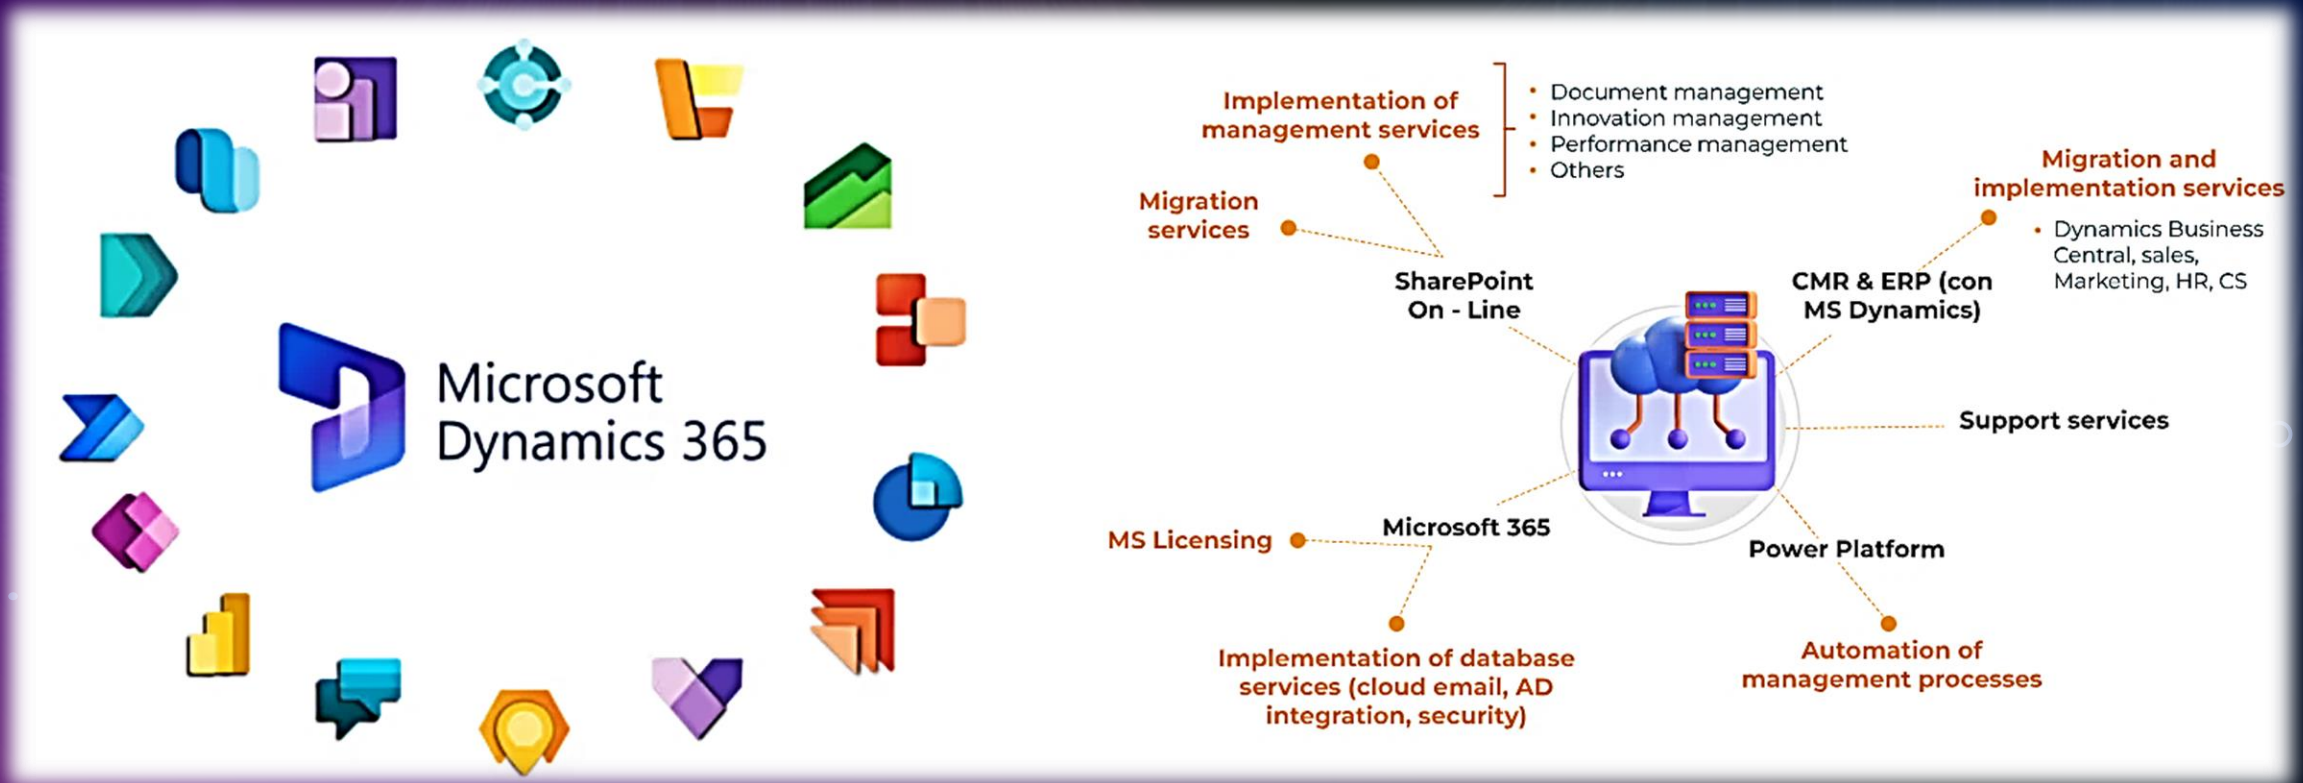 Microsoft
Dynamics 365
Implementation of
management services
• Document management
• Innovation management
• Performance management
• Others
Migration
services
Migration and
implementation services
• Dynamics Business
Central, sales,
Marketing, HR, CS
SharePoint
On - Line
CMR & ERP (con
MS Dynamics)
Support services
Microsoft 365
MS Licensing
Power Platform
Implementation of database
services (cloud email, AD
integration, security)
Automation of
management processes